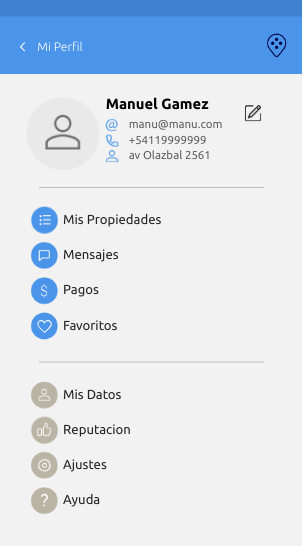 Mi Perfil
Manuel Gamez
@ manu@manu.com
+54119999999
av Olazbal 2561
Mis Propiedades
Mensajes
$ Pagos
Favoritos
Mis Datos
Reputacion
Ajustes
? Ayuda